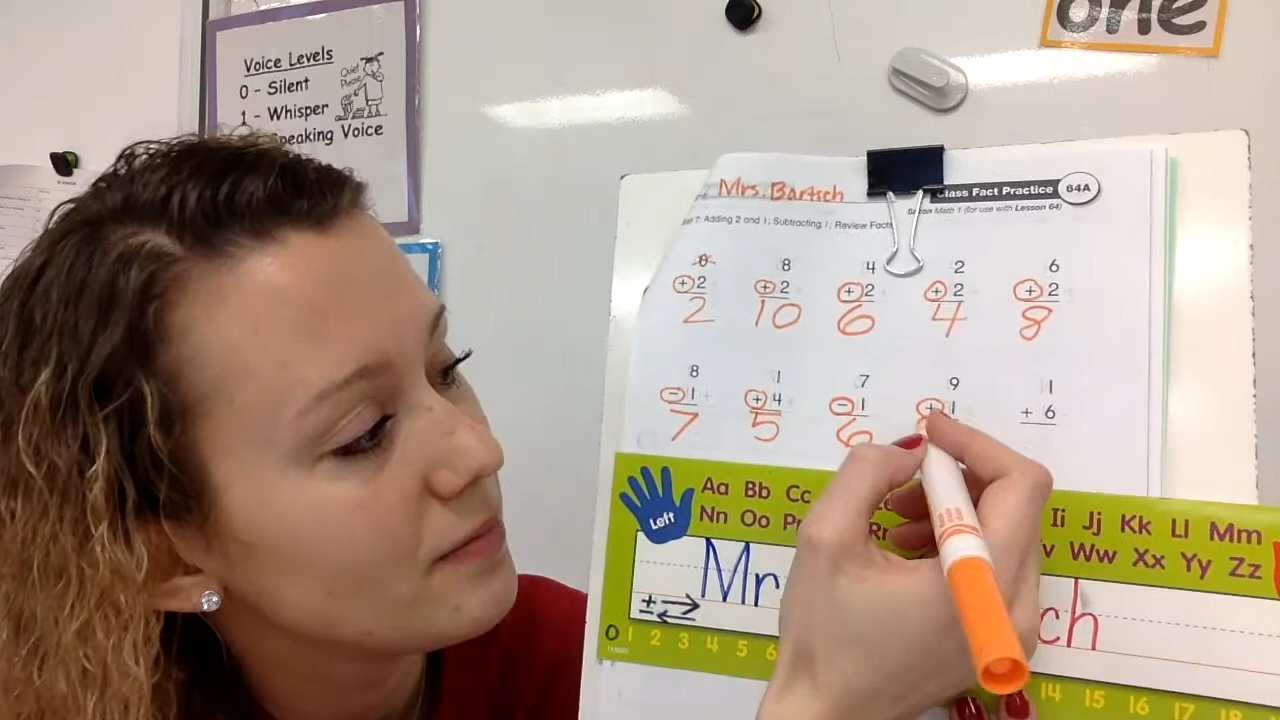 one
Voice Levels
0 - Silent
Quiet Please
1 - Whisper
Speaking Voice
Mrs. Bartsch
Class Fact Practice 64A
Saxon Math 1 (for use with Lesson 64)
Adding 2 and 1; Subtracting 1; Review Facts
0 8 4 2 6
+2 +2 +2 +2 +2
2 10 6 4 8
8 1 7 9 1
-1 +4 -1 +1 +6
7 5 6
Left
Aa Bb Cc Ii Jj Kk Ll Mm
Nn Oo Ww Xx Yy Zz
Mr ch
±
0 1 2 3 4 5 6 14 15 16 17 18